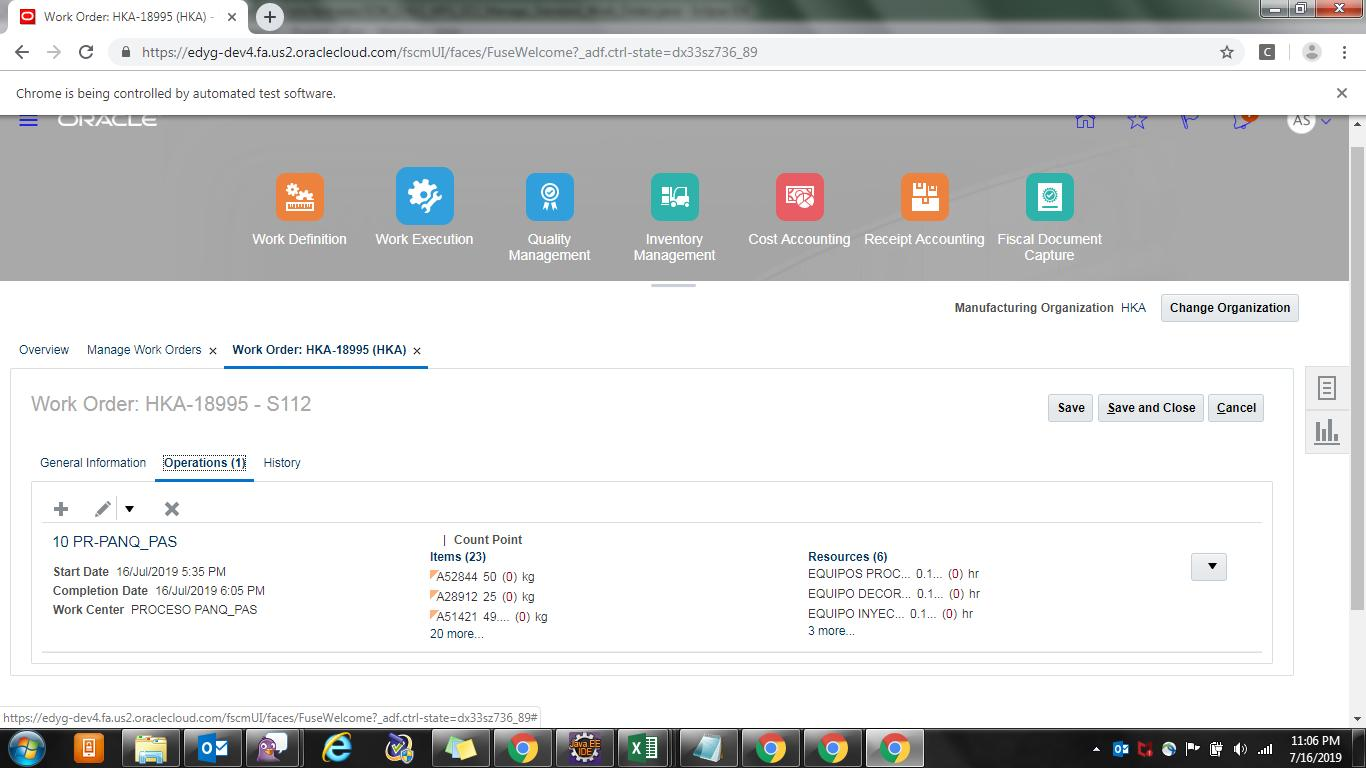 Work Order: HKA-18995 (HKA) -
https://edyg-dev4.fa.us2.oraclecloud.com/fscmUI/faces/FuseWelcome?_adf.ctrl-state=dx33sz736_89
C
Chrome is being controlled by automated test software.
ORACLE
AS
Work Definition
Work Execution
Quality Management
Inventory Management
Cost Accounting
Receipt Accounting
Fiscal Document Capture
Manufacturing Organization HKA
Change Organization
Overview
Manage Work Orders
Work Order: HKA-18995 (HKA)
Work Order: HKA-18995 - S112
Save
Save and Close
Cancel
General Information
Operations (1)
History
10 PR-PANQ_PAS
Start Date 16/Jul/2019 5:35 PM
Completion Date 16/Jul/2019 6:05 PM
Work Center PROCESO PANQ_PAS
| Count Point
Items (23)
A52844 50 (0) kg
A28912 25 (0) kg
A51421 49.... (0) kg
20 more...
Resources (6)
EQUIPOS PROC... 0.1... (0) hr
EQUIPO DECOR... 0.1... (0) hr
EQUIPO INYEC... 0.1... (0) hr
3 more...
https://edyg-dev4.fa.us2.oraclecloud.com/fscmUI/faces/FuseWelcome?_adf.ctrl-state=dx33sz736_89#
Java EE
IDE
11:06 PM
7/16/2019